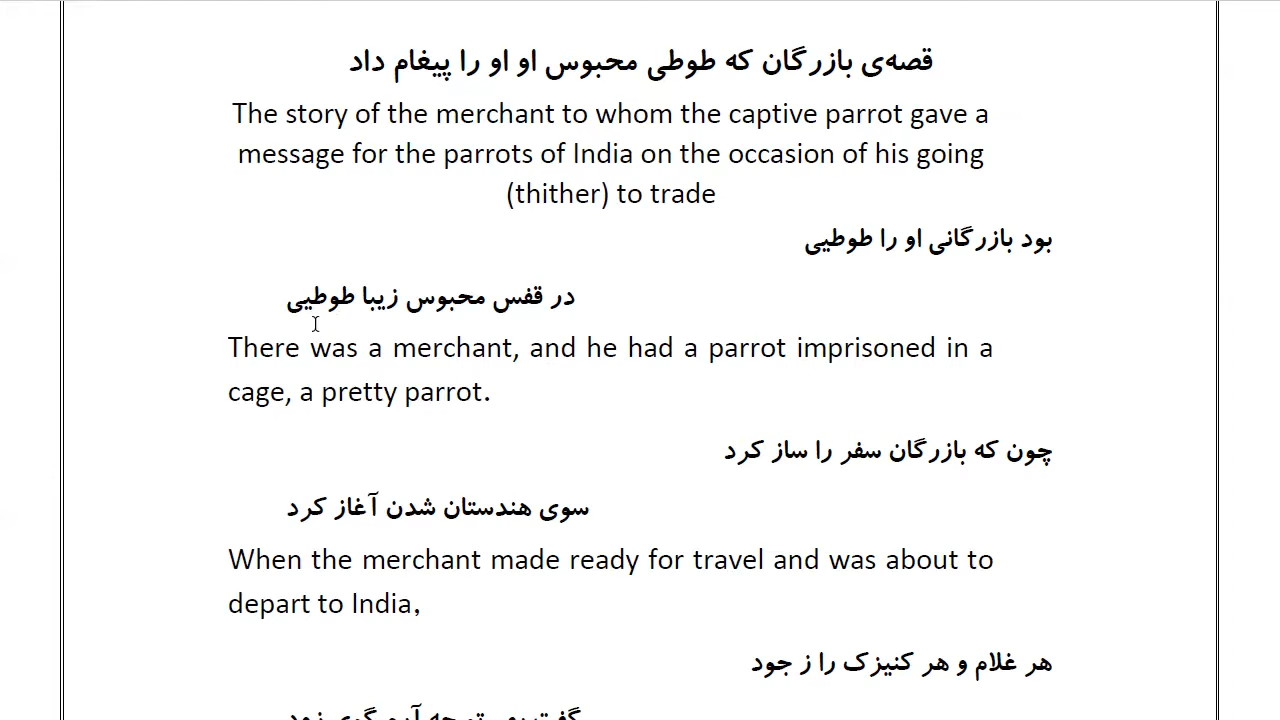 قصه‌ی بازرگان که طوطی محبوس او او را پیغام داد
The story of the merchant to whom the captive parrot gave a
message for the parrots of India on the occasion of his going
(thither) to trade
بود بازرگانی او را طوطیی
در قفس محبوس زیبا طوطیی
There was a merchant, and he had a parrot imprisoned in a
cage, a pretty parrot.
چون که بازرگان سفر را ساز کرد
سوی هندستان شدن آغاز کرد
When the merchant made ready for travel and was about to
depart to India,
هر غلام و هر کنیزک را ز جود